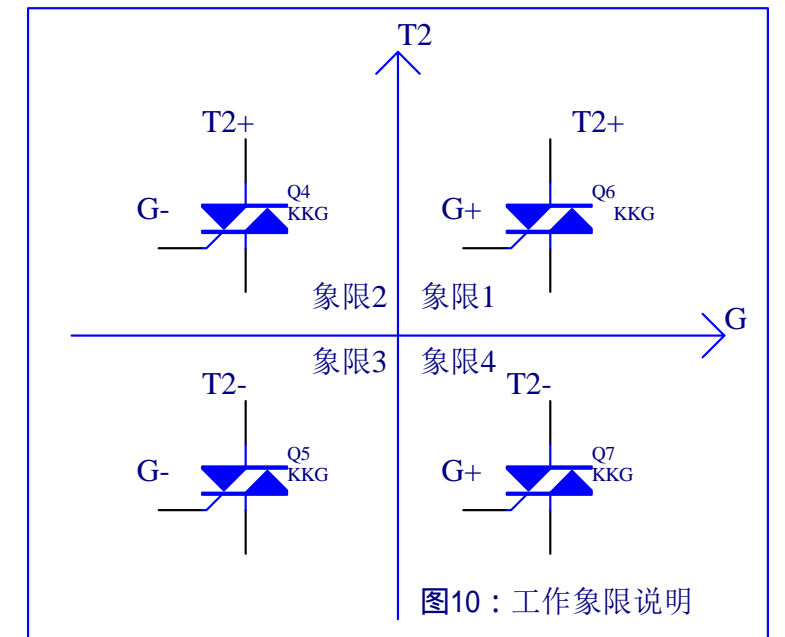 T2
T2+
T2+
G-
Q4
KKG
G+
Q6
KKG
象限2
象限1
G
象限3
象限4
T2-
T2-
G-
Q5
KKG
G+
Q7
KKG
图10：工作象限说明